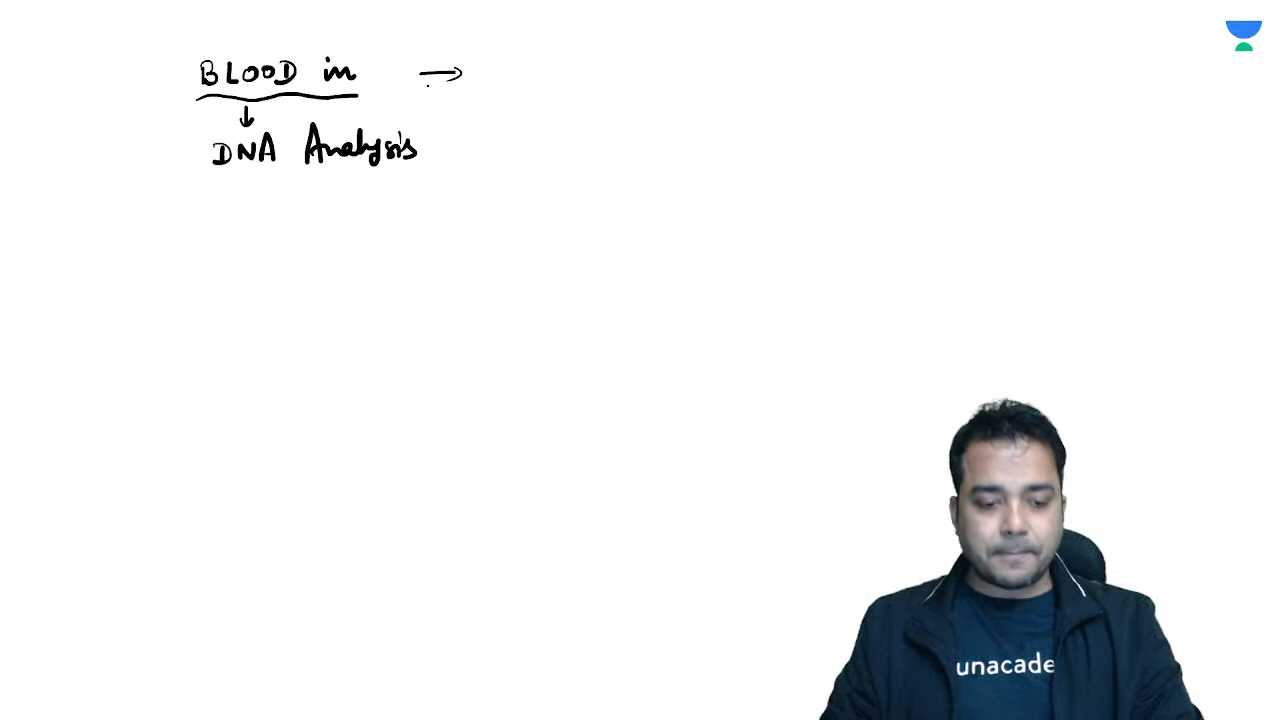 BLOOD in →
↓
DNA Analysis
unacade